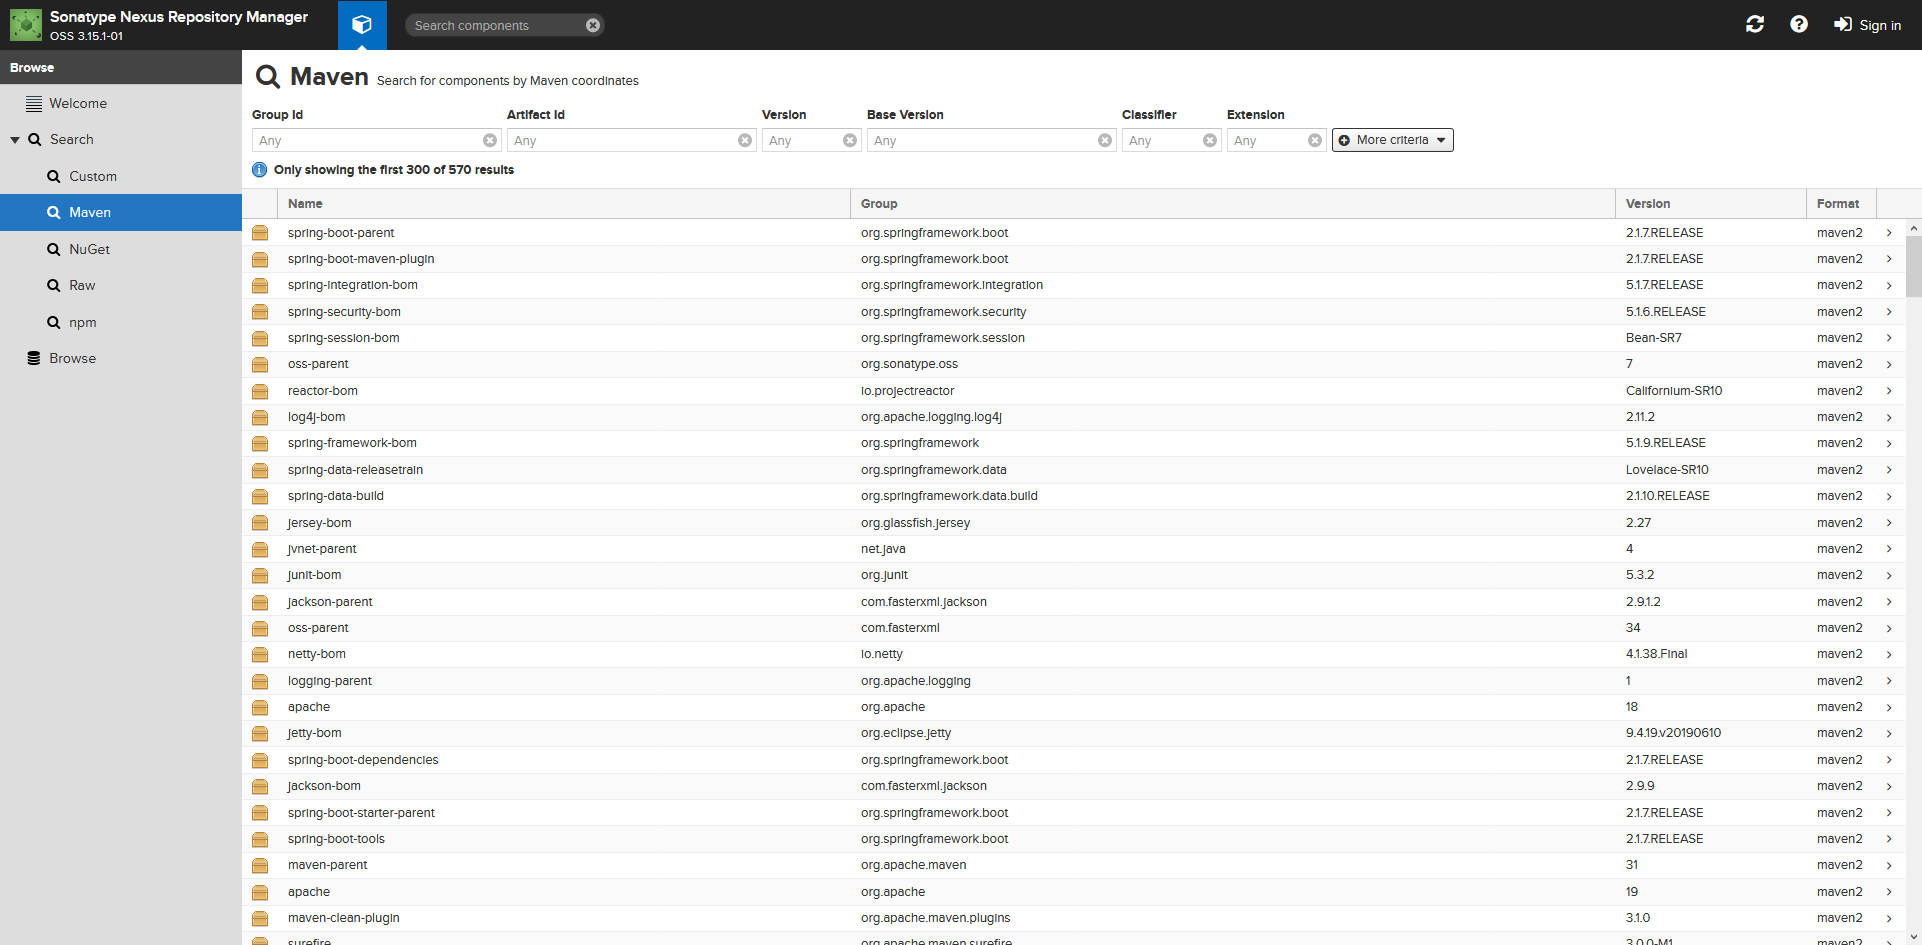 Sonatype Nexus Repository Manager
OSS 3.15.1-01
Search components
Sign in
Browse
Welcome
Search
Custom
Maven
NuGet
Raw
npm
Browse
Maven Search for components by Maven coordinates
Group Id Artifact Id Version Base Version Classifier Extension
Any Any Any Any Any Any More criteria
Only showing the first 300 of 570 results
Name Group Version Format
spring-boot-parent org.springframework.boot 2.1.7.RELEASE maven2
spring-boot-maven-plugin org.springframework.boot 2.1.7.RELEASE maven2
spring-integration-bom org.springframework.integration 5.1.7.RELEASE maven2
spring-security-bom org.springframework.security 5.1.6.RELEASE maven2
spring-session-bom org.springframework.session Bean-SR7 maven2
oss-parent org.sonatype.oss 7 maven2
reactor-bom io.projectreactor Californium-SR10 maven2
log4j-bom org.apache.logging.log4j 2.11.2 maven2
spring-framework-bom org.springframework 5.1.9.RELEASE maven2
spring-data-releasetrain org.springframework.data Lovelace-SR10 maven2
spring-data-build org.springframework.data.build 2.1.10.RELEASE maven2
jersey-bom org.glassfish.jersey 2.27 maven2
jvnet-parent net.java 4 maven2
junit-bom org.junit 5.3.2 maven2
jackson-parent com.fasterxml.jackson 2.9.1.2 maven2
oss-parent com.fasterxml 34 maven2
netty-bom io.netty 4.1.38.Final maven2
logging-parent org.apache.logging 1 maven2
apache org.apache 18 maven2
jetty-bom org.eclipse.jetty 9.4.19.v20190610 maven2
spring-boot-dependencies org.springframework.boot 2.1.7.RELEASE maven2
jackson-bom com.fasterxml.jackson 2.9.9 maven2
spring-boot-starter-parent org.springframework.boot 2.1.7.RELEASE maven2
spring-boot-tools org.springframework.boot 2.1.7.RELEASE maven2
maven-parent org.apache.maven 31 maven2
apache org.apache 19 maven2
maven-clean-plugin org.apache.maven.plugins 3.1.0 maven2
surefire org.apache.maven.surefire 3.0.0-M1 maven2